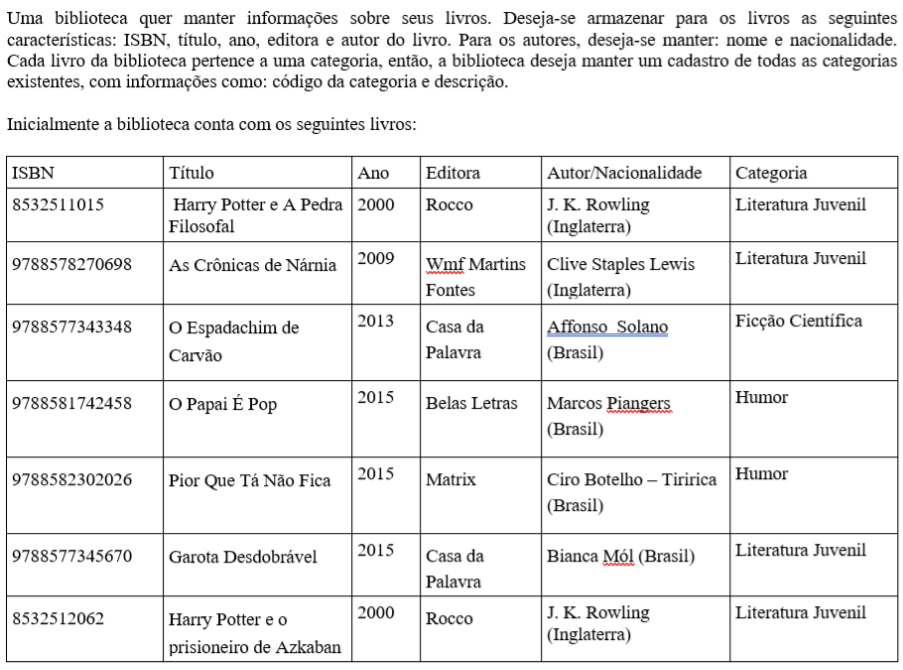 Uma biblioteca quer manter informações sobre seus livros. Deseja-se armazenar para os livros as seguintes
características: ISBN, título, ano, editora e autor do livro. Para os autores, deseja-se manter: nome e nacionalidade.
Cada livro da biblioteca pertence a uma categoria, então, a biblioteca deseja manter um cadastro de todas as categorias
existentes, com informações como: código da categoria e descrição.
Inicialmente a biblioteca conta com os seguintes livros:
ISBN Título Ano Editora Autor/Nacionalidade Categoria
8532511015 Harry Potter e A Pedra 2000 Rocco J. K. Rowling Literatura Juvenil
Filosofal (Inglaterra)
9788578270698 As Crônicas de Nárnia 2009 Wmf Martins Clive Staples Lewis Literatura Juvenil
Fontes (Inglaterra)
9788577343348 O Espadachim de 2013 Casa da Affonso Solano Ficção Científica
Carvão Palavra (Brasil)
9788581742458 O Papai É Pop 2015 Belas Letras Marcos Piangers Humor
(Brasil)
9788582302026 Pior Que Tá Não Fica 2015 Matrix Ciro Botelho – Tiririca Humor
(Brasil)
9788577345670 Garota Desdobrável 2015 Casa da Bianca Mól (Brasil) Literatura Juvenil
Palavra
8532512062 Harry Potter e o 2000 Rocco J. K. Rowling Literatura Juvenil
prisioneiro de Azkaban (Inglaterra)